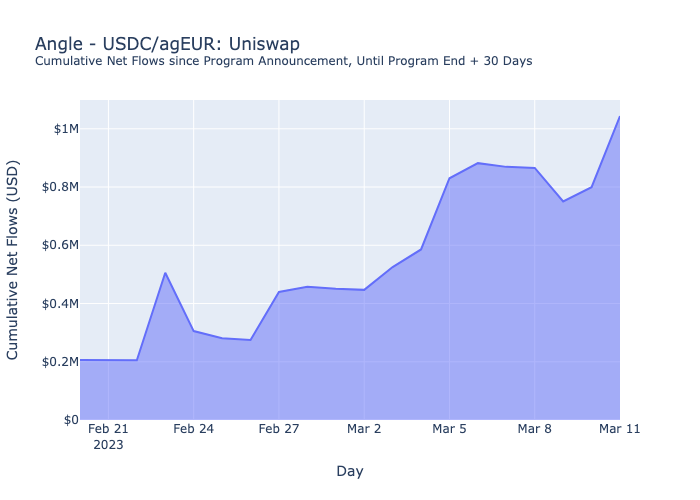 Angle - USDC/agEUR: Uniswap
Cumulative Net Flows since Program Announcement, Until Program End + 30 Days
Cumulative Net Flows (USD)
$1M
$0.8M
$0.6M
$0.4M
$0.2M
$0
Feb 21 Feb 24 Feb 27 Mar 2 Mar 5 Mar 8 Mar 11
2023
Day